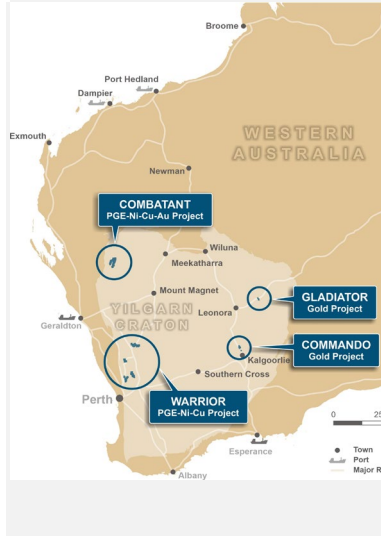 Broome
Port Hedland
Dampier
Exmouth
WESTERN
AUSTRALIA
Newman
COMBATANT
PGE-Ni-Cu-Au Project
Wiluna
Meekatharra
Mount Magnet
GLADIATOR
Gold Project
YILGARN
CRATON
Leonora
Geraldton
COMMANDO
Gold Project
Kalgoorlie
Southern Cross
WARRIOR
PGE-Ni-Cu Project
Perth
0 25
Esperance
Town
Port
Major R
Albany